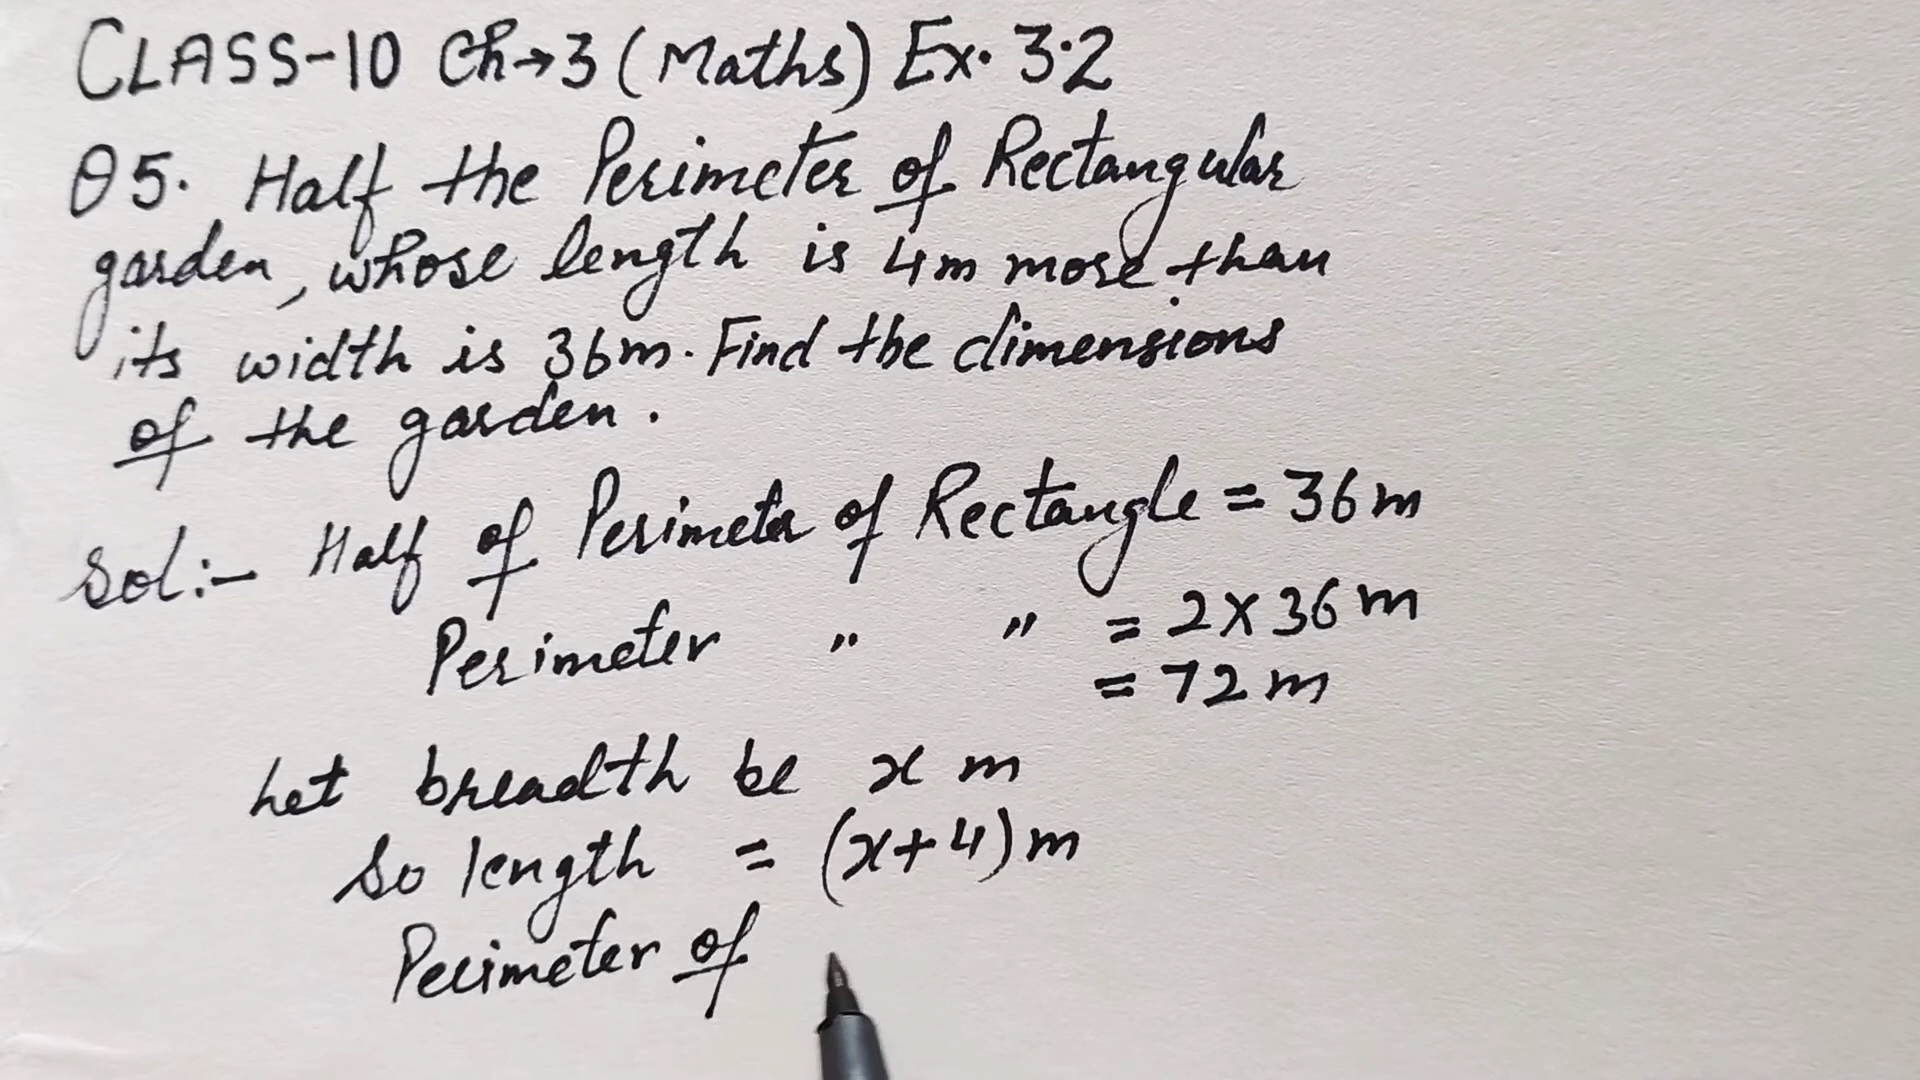 CLASS-10 Ch→3 (Maths) Ex. 3.2
Q5. Half the Perimeter of Rectangular
garden, whose length is 4m more than
its width is 36m. Find the dimensions
of the garden.
Sol:- Half of Perimeter of Rectangle = 36m
Perimeter " " = 2×36m
= 72m
Let breadth be x m
So length = (x+4)m
Perimeter of